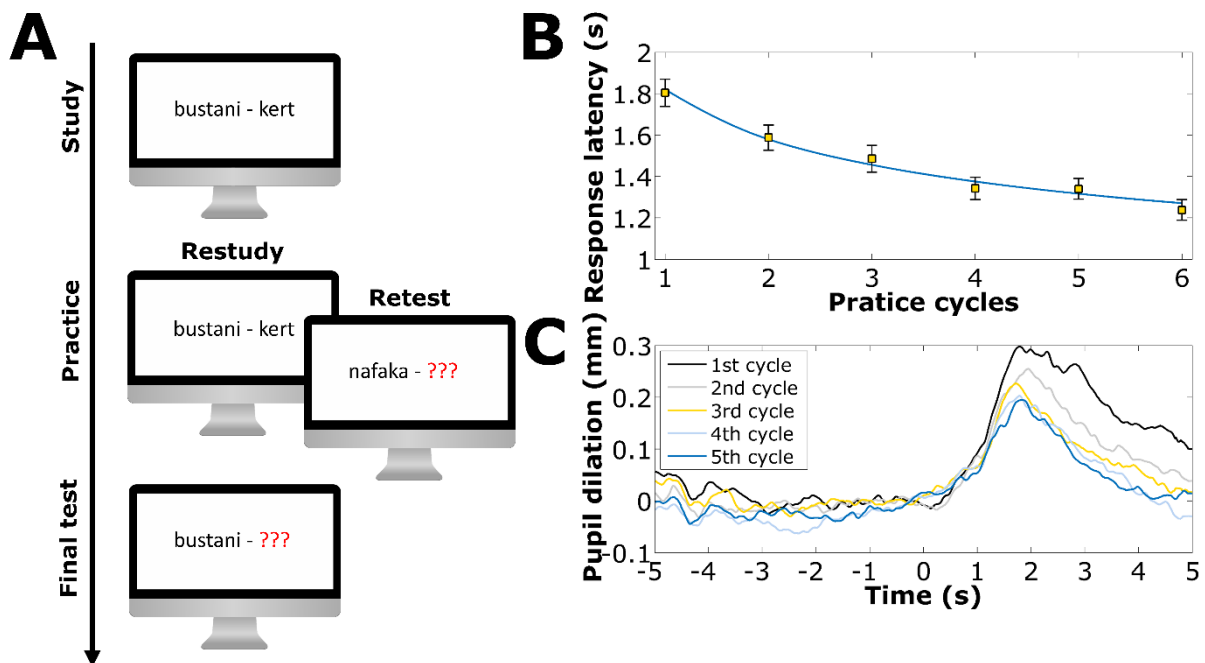 A
Study
bustani - kert
Practice
Restudy
bustani - kert
Retest
nafaka - ???
Final test
bustani - ???
B
Response latency (s)
2
1.8
1.6
1.4
1.2
1
1 2 3 4 5 6
Pratice cycles
C
Pupil dilation (mm)
0.3
0.2
0.1
0
-0.1
1st cycle
2nd cycle
3rd cycle
4th cycle
5th cycle
-5 -4 -3 -2 -1 0 1 2 3 4 5
Time (s)